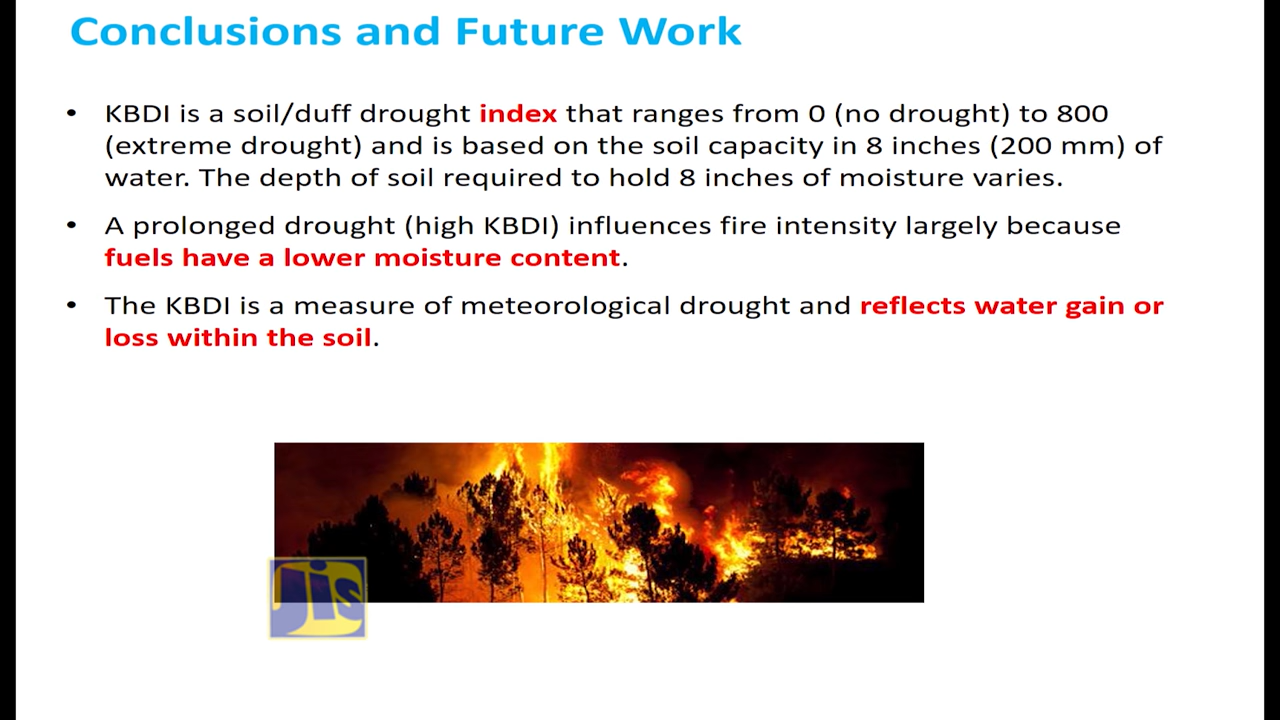 Conclusions and Future Work
• KBDI is a soil/duff drought index that ranges from 0 (no drought) to 800
(extreme drought) and is based on the soil capacity in 8 inches (200 mm) of
water. The depth of soil required to hold 8 inches of moisture varies.
• A prolonged drought (high KBDI) influences fire intensity largely because
fuels have a lower moisture content.
• The KBDI is a measure of meteorological drought and reflects water gain or
loss within the soil.
Jis